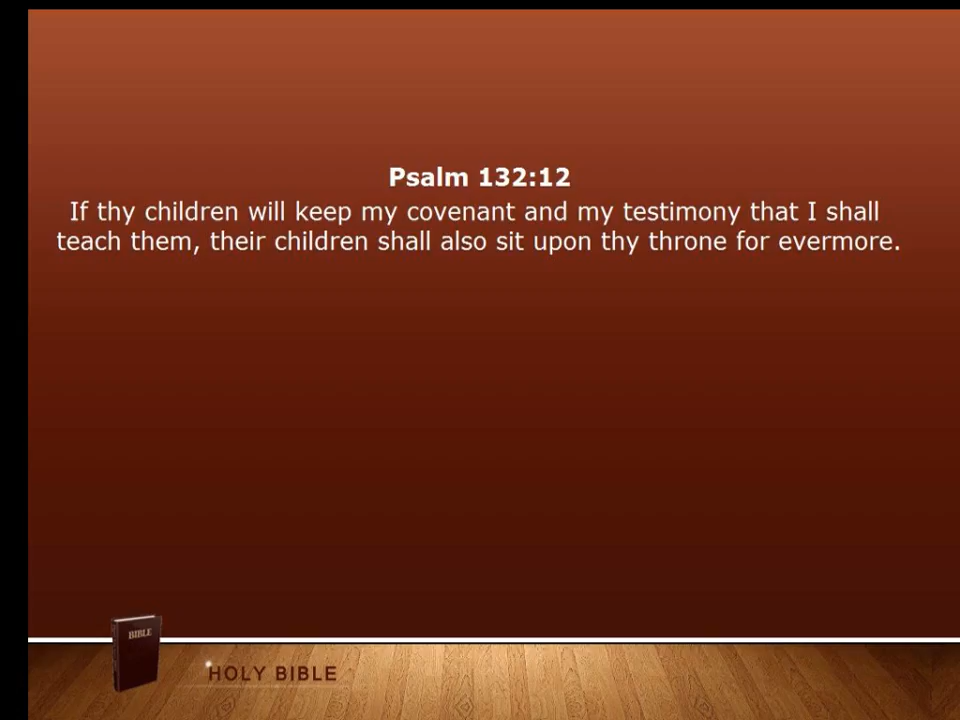 Psalm 132:12
If thy children will keep my covenant and my testimony that I shall
teach them, their children shall also sit upon thy throne for evermore.
BIBLE
HOLY BIBLE